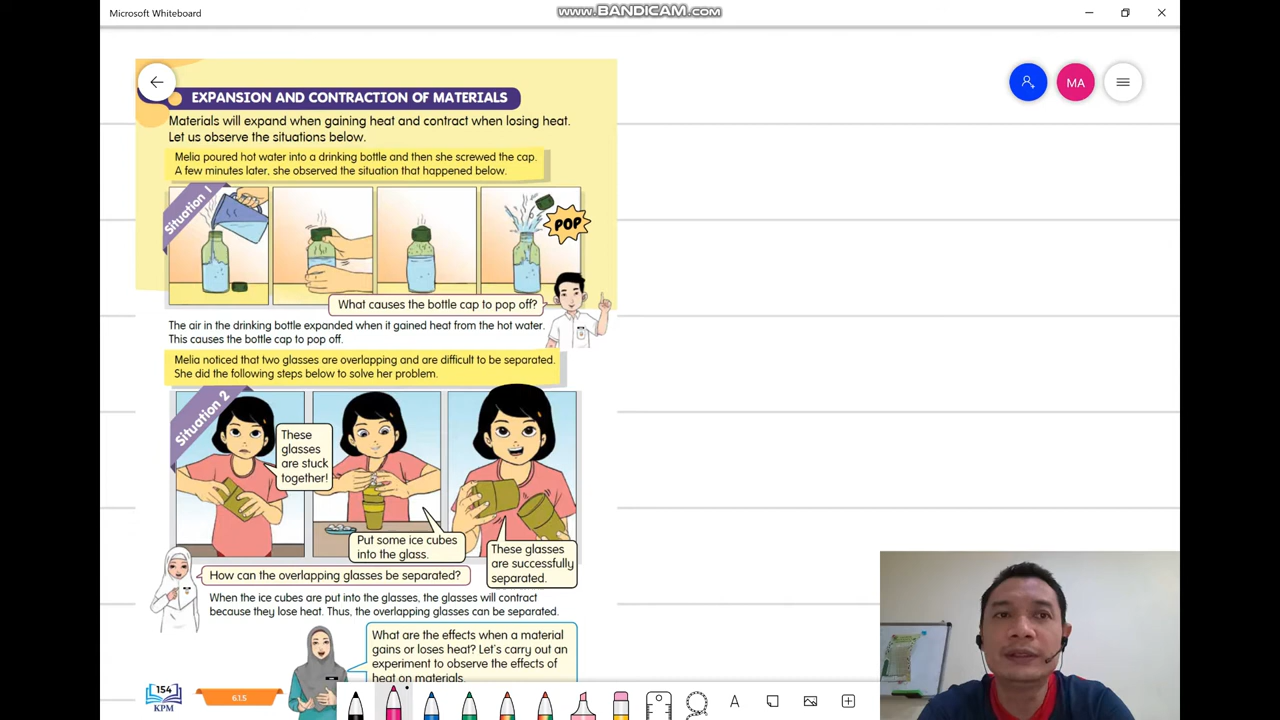 Microsoft Whiteboard
www.BANDICAM.com
MA
EXPANSION AND CONTRACTION OF MATERIALS
Materials will expand when gaining heat and contract when losing heat.
Let us observe the situations below.
Melia poured hot water into a drinking bottle and then she screwed the cap.
A few minutes later, she observed the situation that happened below.
Situation 1
POP
What causes the bottle cap to pop off?
The air in the drinking bottle expanded when it gained heat from the hot water.
This causes the bottle cap to pop off.
Melia noticed that two glasses are overlapping and are difficult to be separated.
She did the following steps below to solve her problem.
Situation 2
These
glasses
are stuck
together!
Put some ice cubes
into the glass.
These glasses
are successfully
separated.
How can the overlapping glasses be separated?
When the ice cubes are put into the glasses, the glasses will contract
because they lose heat. Thus, the overlapping glasses can be separated.
What are the effects when a material
gains or loses heat? Let's carry out an
experiment to observe the effects of
heat on materials.
154
KPM
615
A